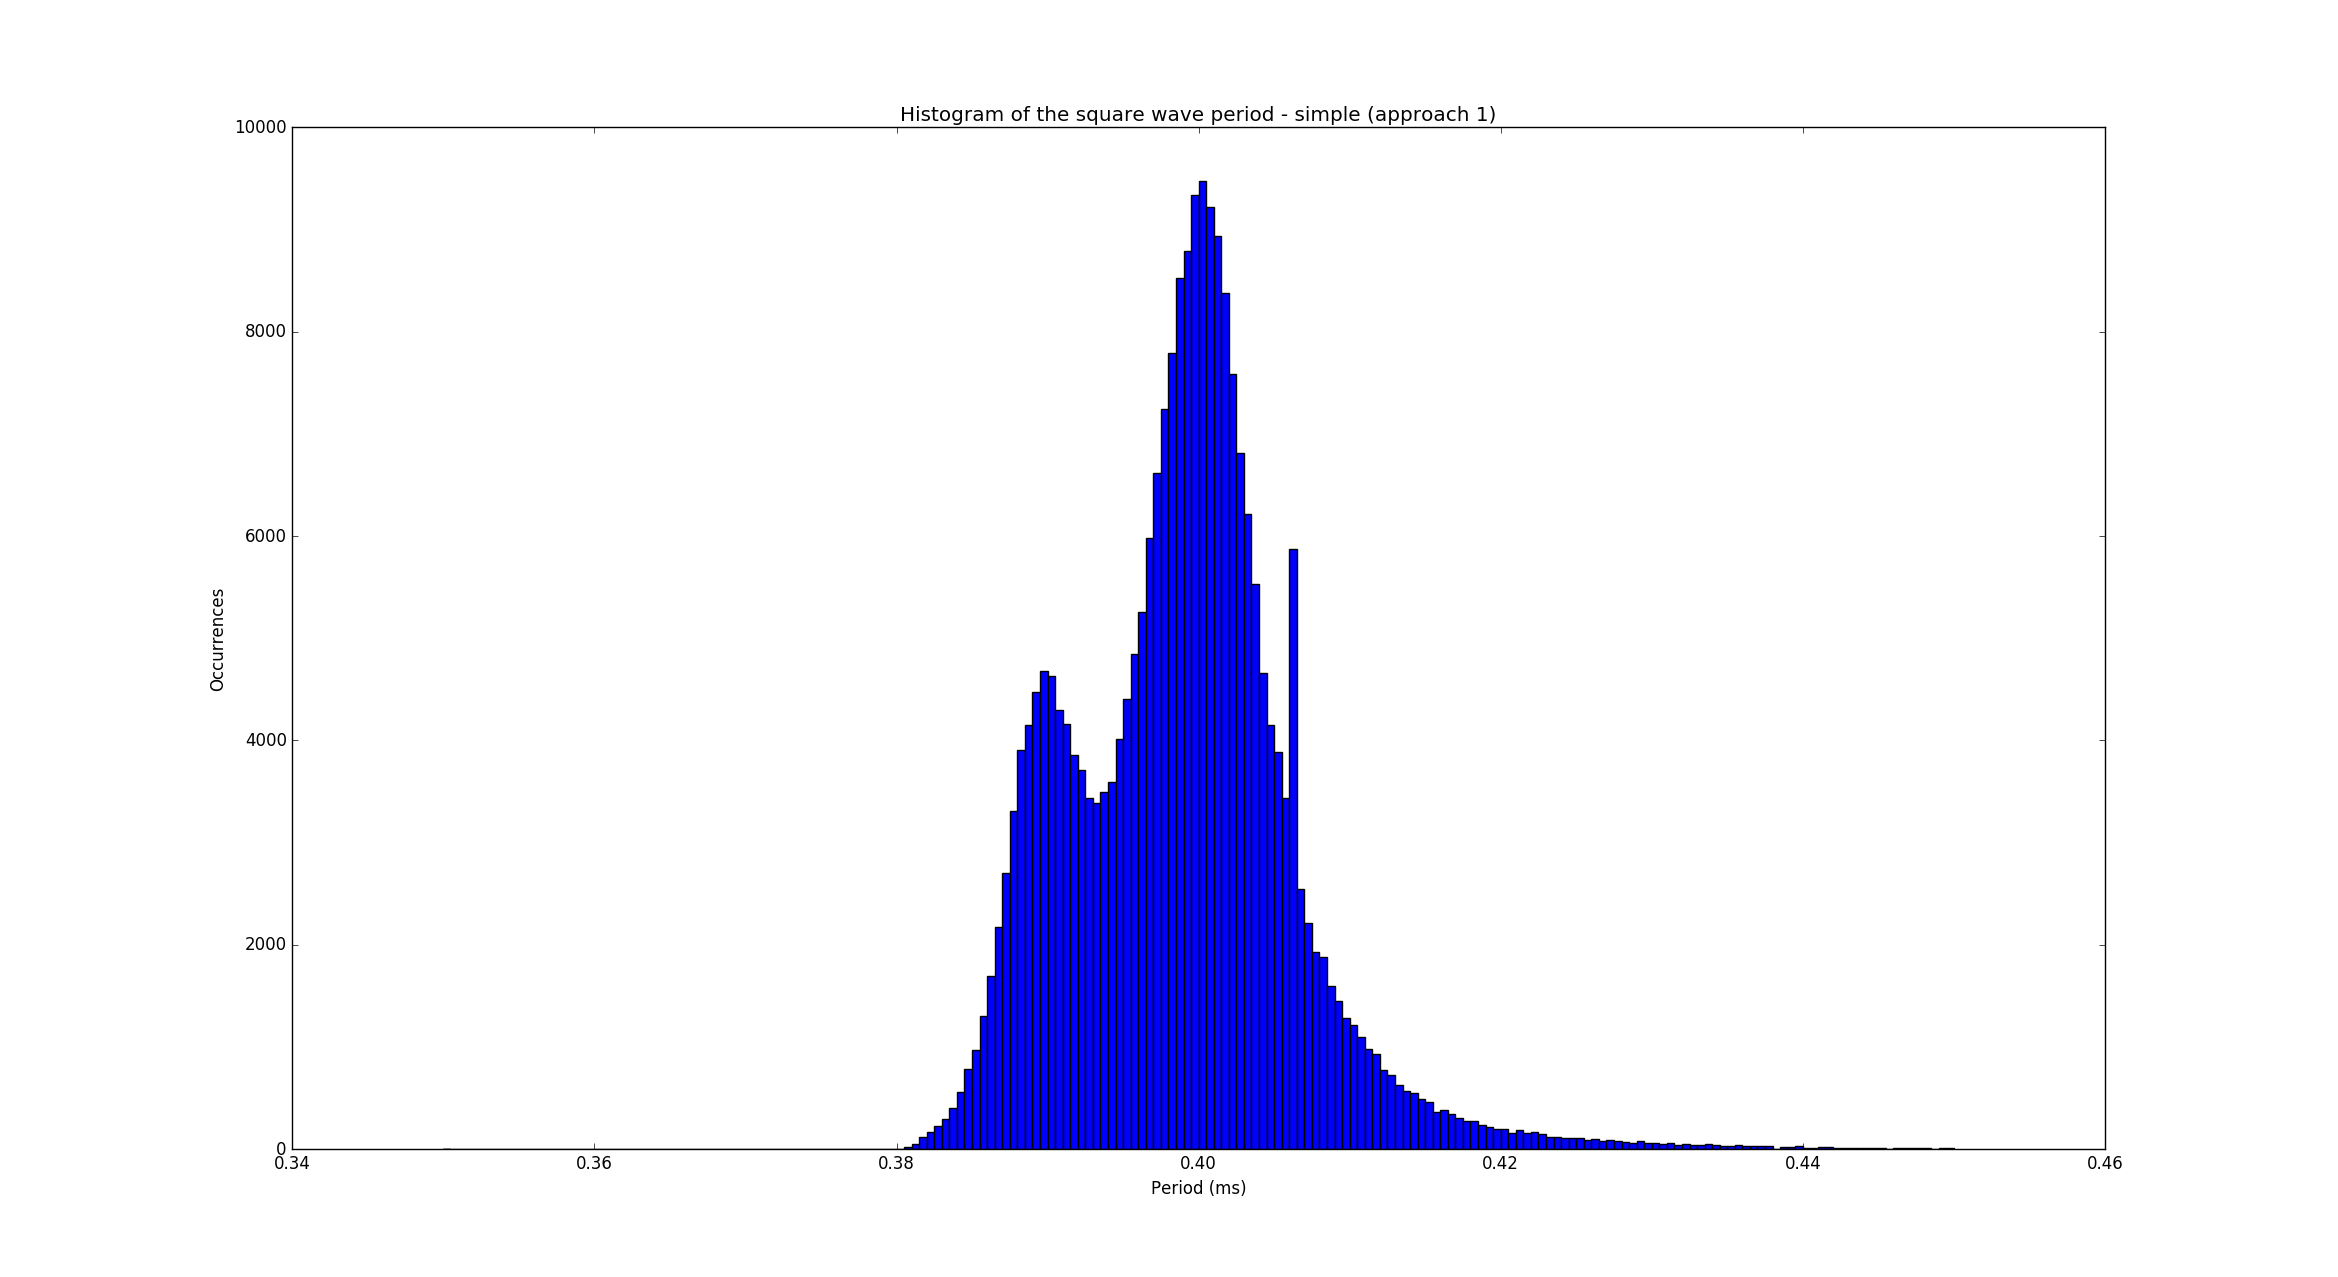 Histogram of the square wave period - simple (approach 1)
10000
8000
6000
4000
2000
0
Occurrences
0.34 0.36 0.38 0.40 0.42 0.44 0.46
Period (ms)